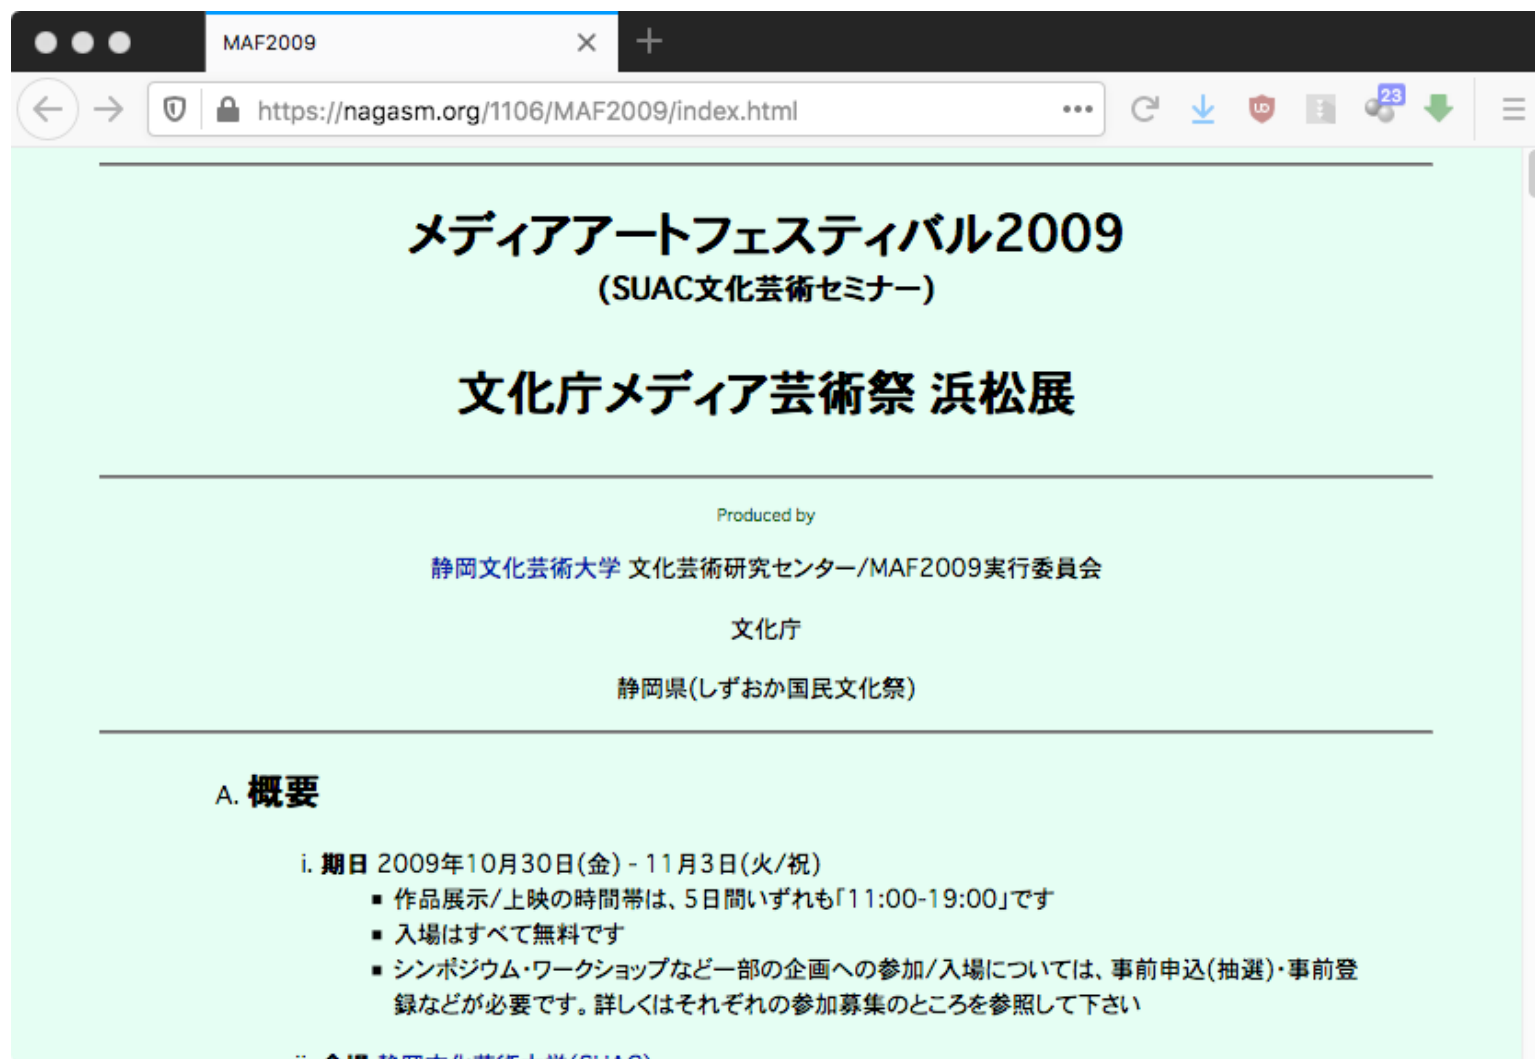 MAF2009
https://nagasm.org/1106/MAF2009/index.html
23
メディアアートフェスティバル2009
(SUAC文化芸術セミナー)
文化庁メディア芸術祭 浜松展
Produced by
静岡文化芸術大学 文化芸術研究センター/MAF2009実行委員会
文化庁
静岡県(しずおか国民文化祭)
A. 概要
i. 期日 2009年10月30日(金) - 11月3日(火/祝)
▪ 作品展示/上映の時間帯は、5日間いずれも「11:00-19:00」です
▪ 入場はすべて無料です
▪ シンポジウム・ワークショップなど一部の企画への参加/入場については、事前申込(抽選)・事前登
録などが必要です。詳しくはそれぞれの参加募集のところを参照して下さい